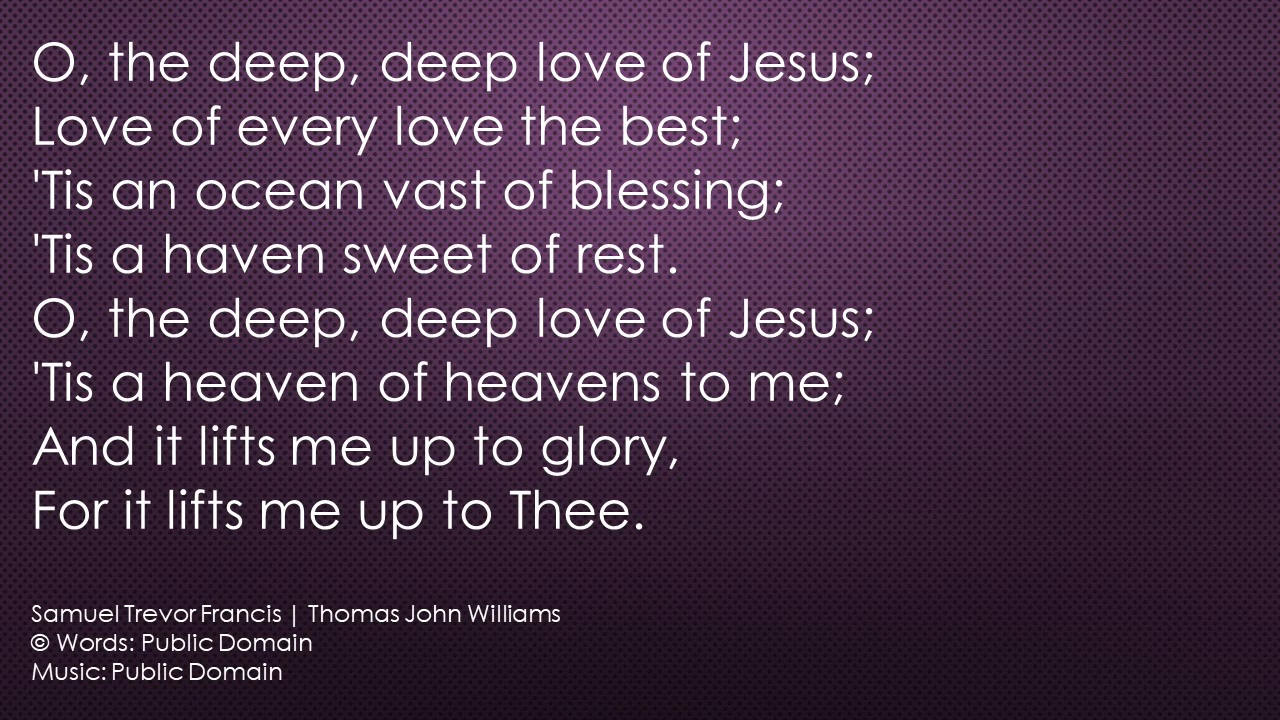 O, the deep, deep love of Jesus;
Love of every love the best;
'Tis an ocean vast of blessing;
'Tis a haven sweet of rest.
O, the deep, deep love of Jesus;
'Tis a heaven of heavens to me;
And it lifts me up to glory,
For it lifts me up to Thee.
Samuel Trevor Francis | Thomas John Williams
© Words: Public Domain
Music: Public Domain